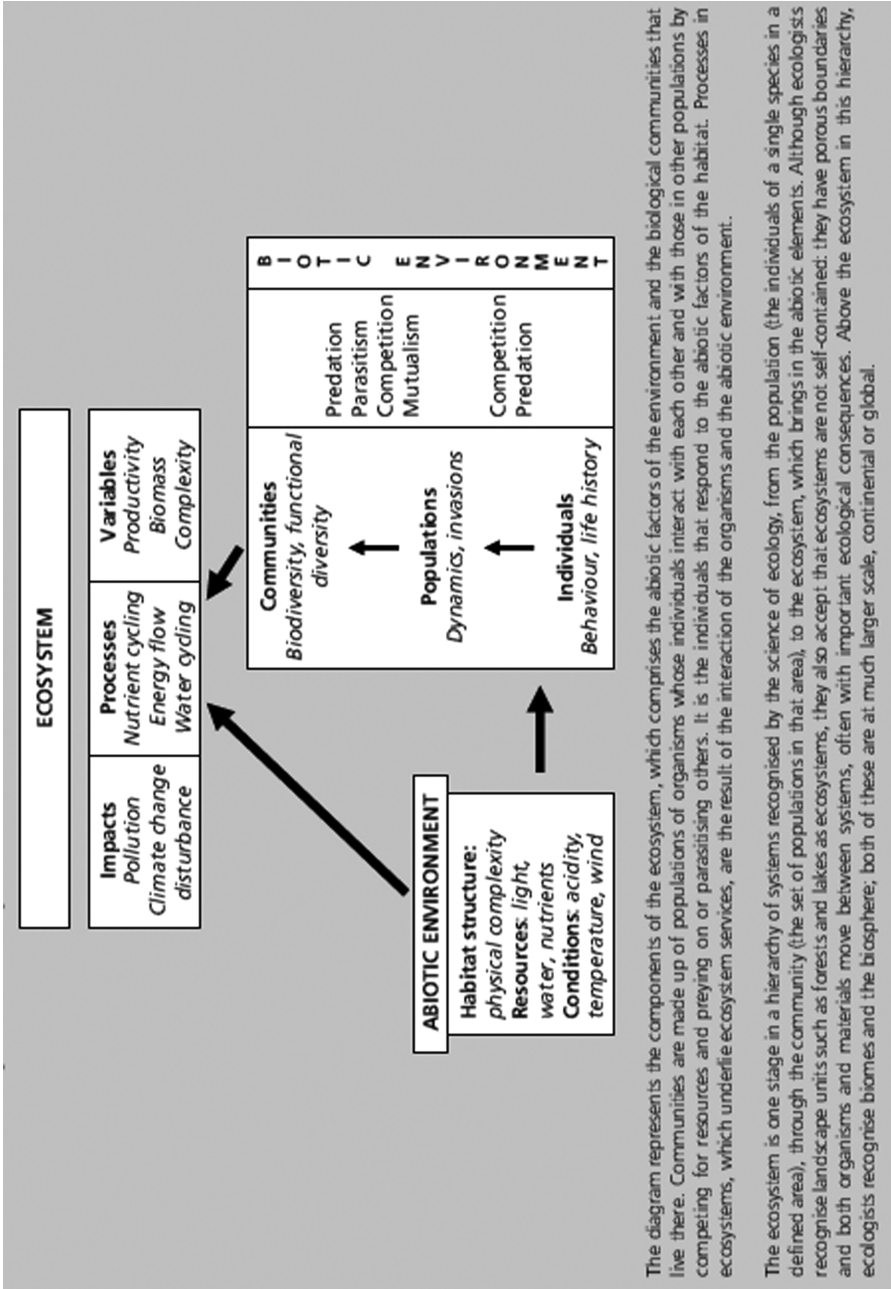 ECOSYSTEM
Impacts
Pollution
Climate change
disturbance
Processes
Nutrient cycling
Energy flow
Water cycling
Variables
Productivity
Biomass
Complexity
ABIOTIC ENVIRONMENT
Habitat structure:
physical complexity
Resources: light,
water, nutrients
Conditions: acidity,
temperature, wind
Communities
Biodiversity, functional
diversity
Populations
Dynamics, invasions
Individuals
Behaviour, life history
Predation
Parasitism
Competition
Mutualism
Competition
Predation
BIOTIC ENVIRONMENT
The diagram represents the components of the ecosystem, which comprises the abiotic factors of the environment and the biological communities that
live there. Communities are made up of populations of organisms whose individuals interact with each other and with those in other populations by
competing for resources and preying on or parasitising others. It is the individuals that respond to the abiotic factors of the habitat. Processes in
ecosystems, which underlie ecosystem services, are the result of the interaction of the organisms and the abiotic environment.
The ecosystem is one stage in a hierarchy of systems recognised by the science of ecology, from the population (the individuals of a single species in a
defined area), through the community (the set of populations in that area), to the ecosystem, which brings in the abiotic elements. Although ecologists
recognise landscape units such as forests and lakes as ecosystems, they also accept that ecosystems are not self-contained: they have porous boundaries
and both organisms and materials move between systems, often with important ecological consequences. Above the ecosystem in this hierarchy,
ecologists recognise biomes and the biosphere; both of these are at much larger scale, continental or global.